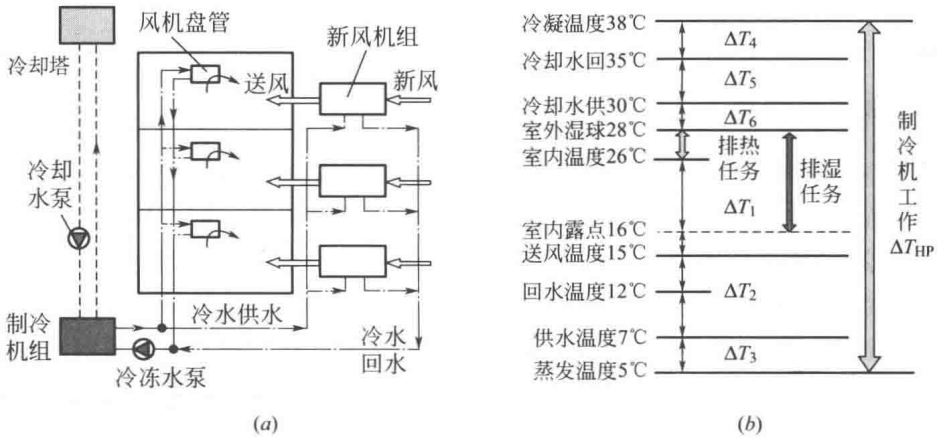 冷却塔
风机盘管
送风
新风机组
新风
冷却
水泵
制冷
机组
冷水供水
冷水
回水
冷冻水泵
(a)
冷凝温度38℃
ΔT4
冷却水回35℃
ΔT5
冷却水供30℃
ΔT6
室外湿球28℃
排热
任务
室内温度26℃
排湿
任务
ΔT1
室内露点16℃
送风温度15℃
回水温度12℃
ΔT2
供水温度7℃
ΔT3
蒸发温度5℃
制冷机工作
ΔTHP
(b)